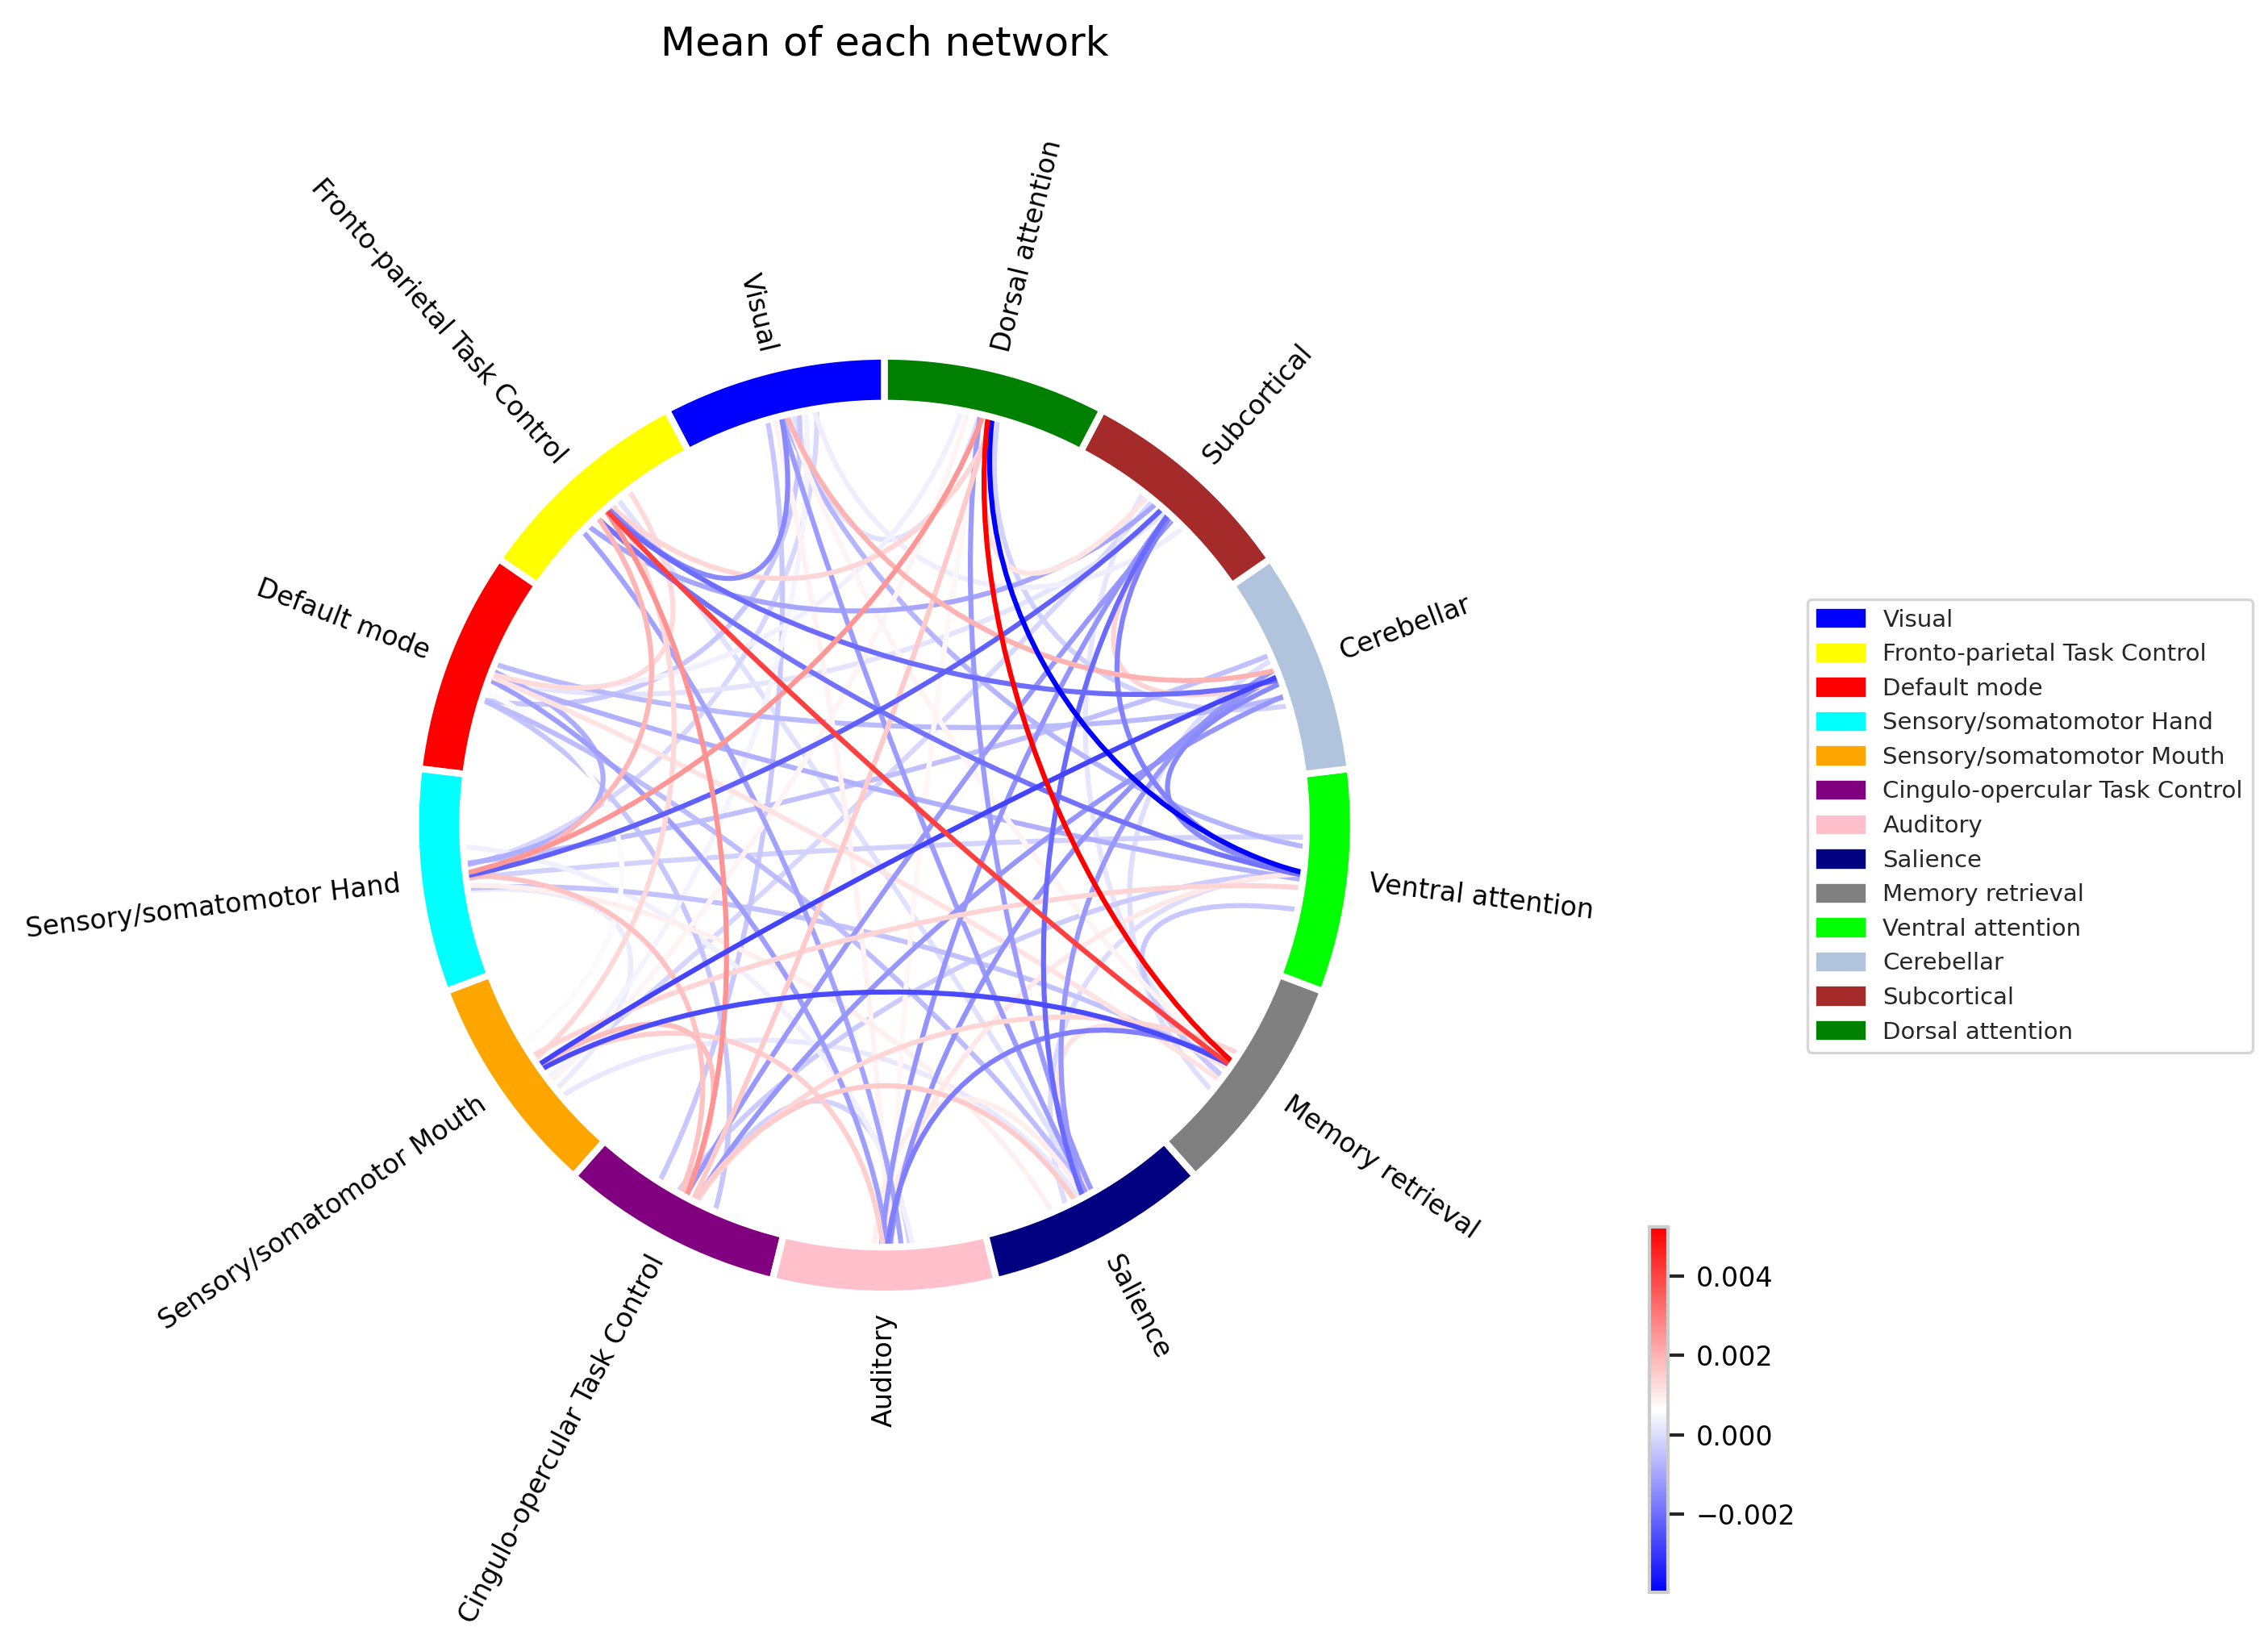 Mean of each network
Dorsal attention
Fronto-parietal Task Control
Visual
Subcortical
Default mode
Cerebellar
Sensory/somatomotor Hand
Ventral attention
Sensory/somatomotor Mouth
Memory retrieval
Cingulo-opercular Task Control
Auditory
Salience
Visual
Fronto-parietal Task Control
Default mode
Sensory/somatomotor Hand
Sensory/somatomotor Mouth
Cingulo-opercular Task Control
Auditory
Salience
Memory retrieval
Ventral attention
Cerebellar
Subcortical
Dorsal attention
0.004
0.002
0.000
−0.002